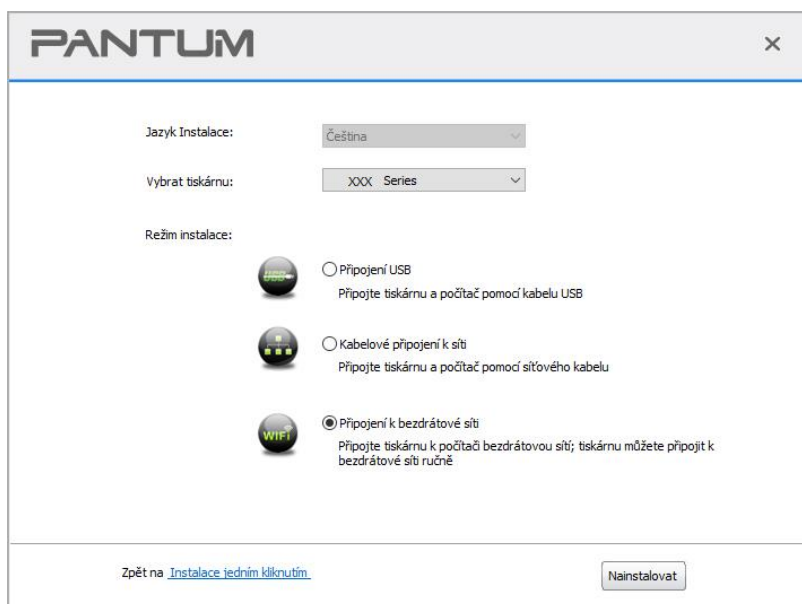 PANTUM
Jazyk Instalace:
Čeština
Vybrat tiskárnu:
XXX Series
Režim instalace:
USB
Připojení USB
Připojte tiskárnu a počítač pomocí kabelu USB
Kabelové připojení k síti
Připojte tiskárnu a počítač pomocí síťového kabelu
WiFi
Připojení k bezdrátové síti
Připojte tiskárnu k počítači bezdrátovou sítí; tiskárnu můžete připojit k
bezdrátové síti ručně
Zpět na Instalace jedním kliknutím
Nainstalovat